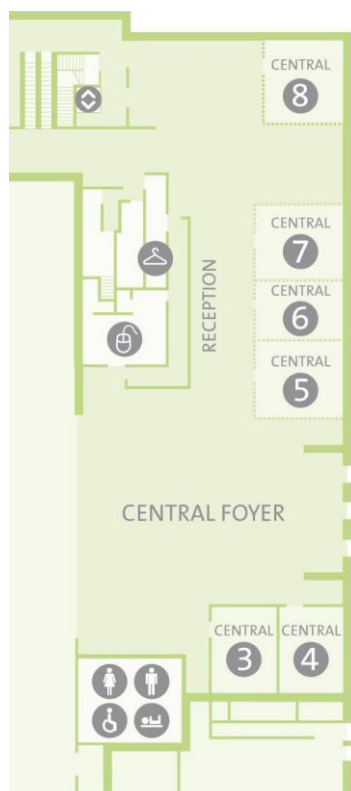 CENTRAL
8
CENTRAL
7
CENTRAL
6
RECEPTION
CENTRAL
5
CENTRAL FOYER
CENTRAL
3
CENTRAL
4